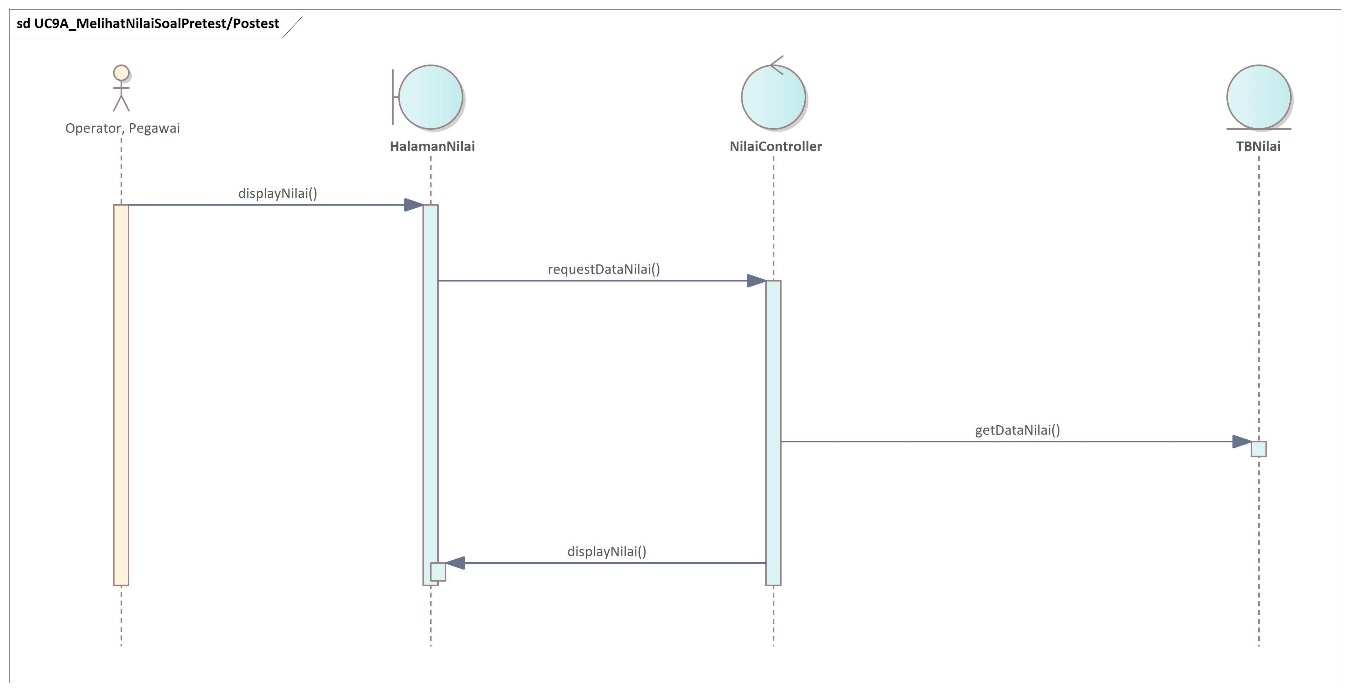 sd UC9A_MelihatNilaiSoalPretest/Postest
Operator, Pegawai
HalamanNilai
NilaiController
TBNilai
displayNilai()
requestDataNilai()
getDataNilai()
displayNilai()